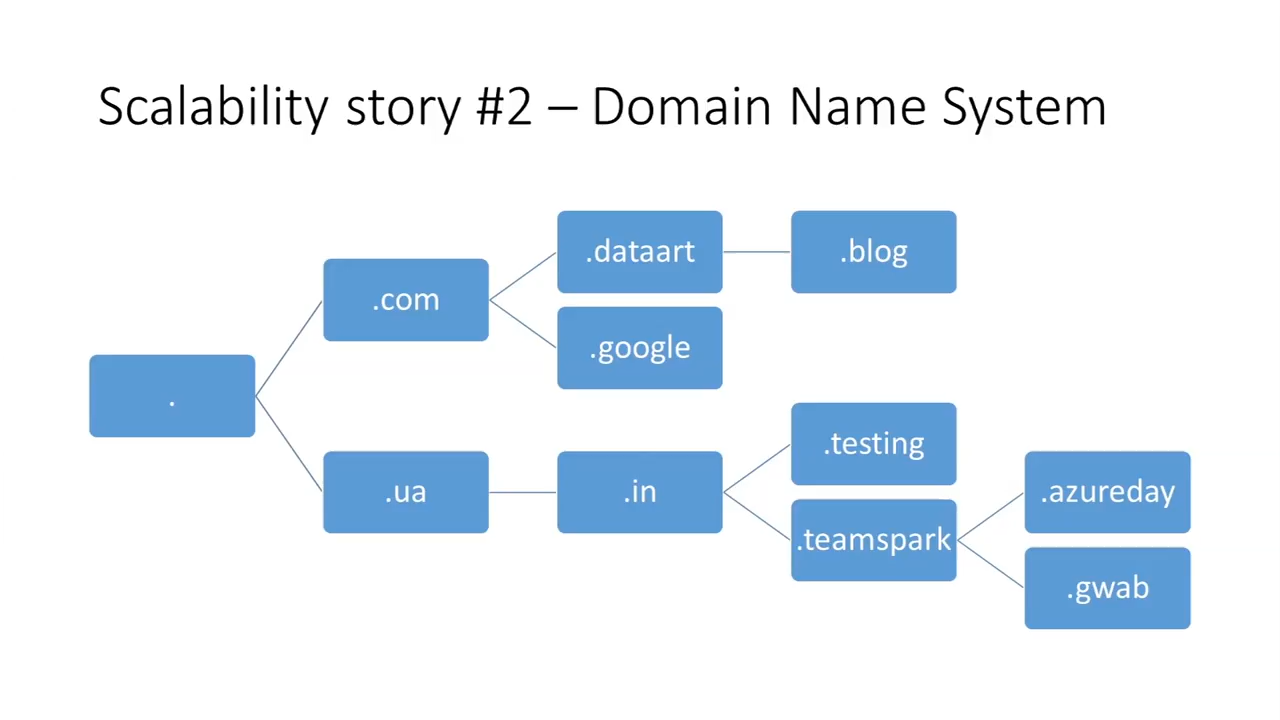 Scalability story #2 – Domain Name System
.
.com
.dataart
.blog
.google
.ua
.in
.testing
.teamspark
.azureday
.gwab